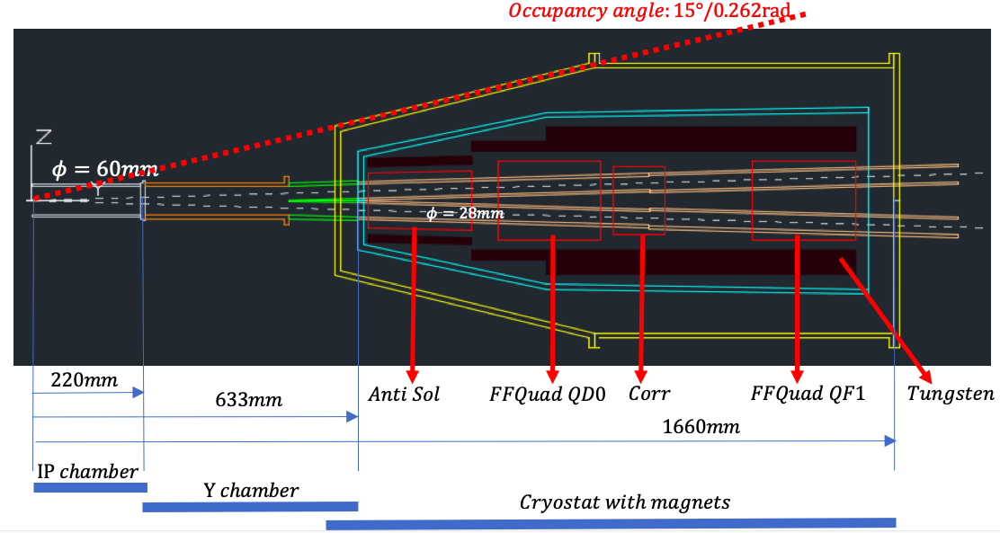 Occupancy angle: 15°/0.262rad
Z
ϕ = 60mm
Y
ϕ = 28mm
220mm
633mm
Anti Sol
FFQuad QD0
Corr
FFQuad QF1
Tungsten
1660mm
IP chamber
Y chamber
Cryostat with magnets